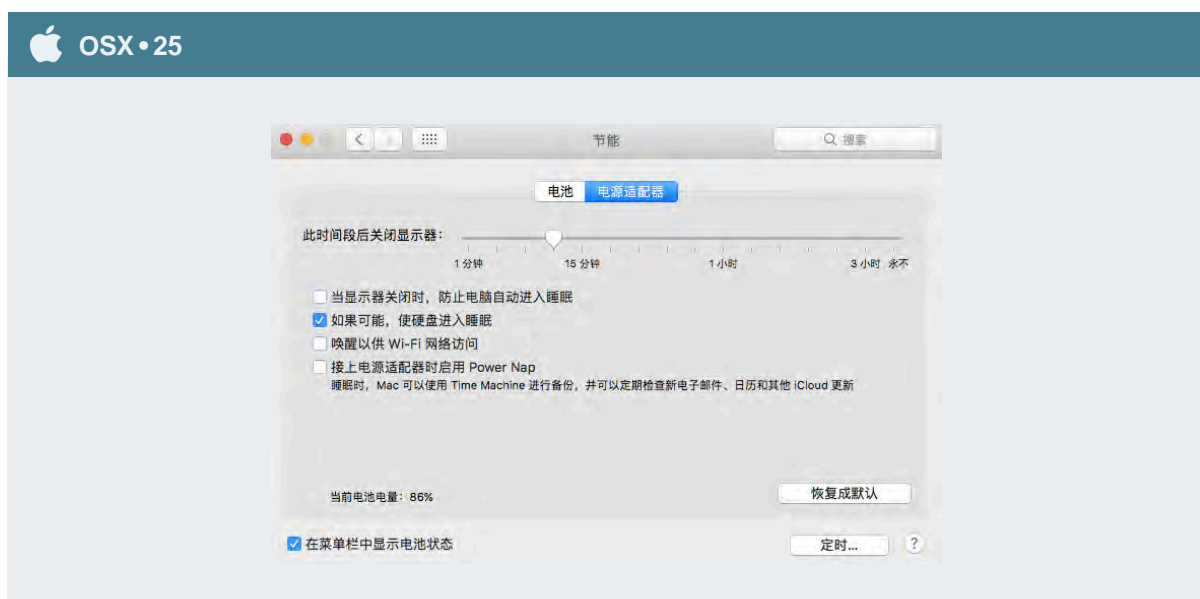 OSX•25
节能
搜索
电池 电源适配器
此时间段后关闭显示器：
1 分钟 15 分钟 1 小时 3 小时 永不
当显示器关闭时，防止电脑自动进入睡眠
如果可能，使硬盘进入睡眠
唤醒以供 Wi-Fi 网络访问
接上电源适配器时启用 Power Nap
睡眠时，Mac 可以使用 Time Machine 进行备份，并可以定期检查新电子邮件、日历和其他 iCloud 更新
当前电池电量：86%
恢复成默认
在菜单栏中显示电池状态
定时... ?